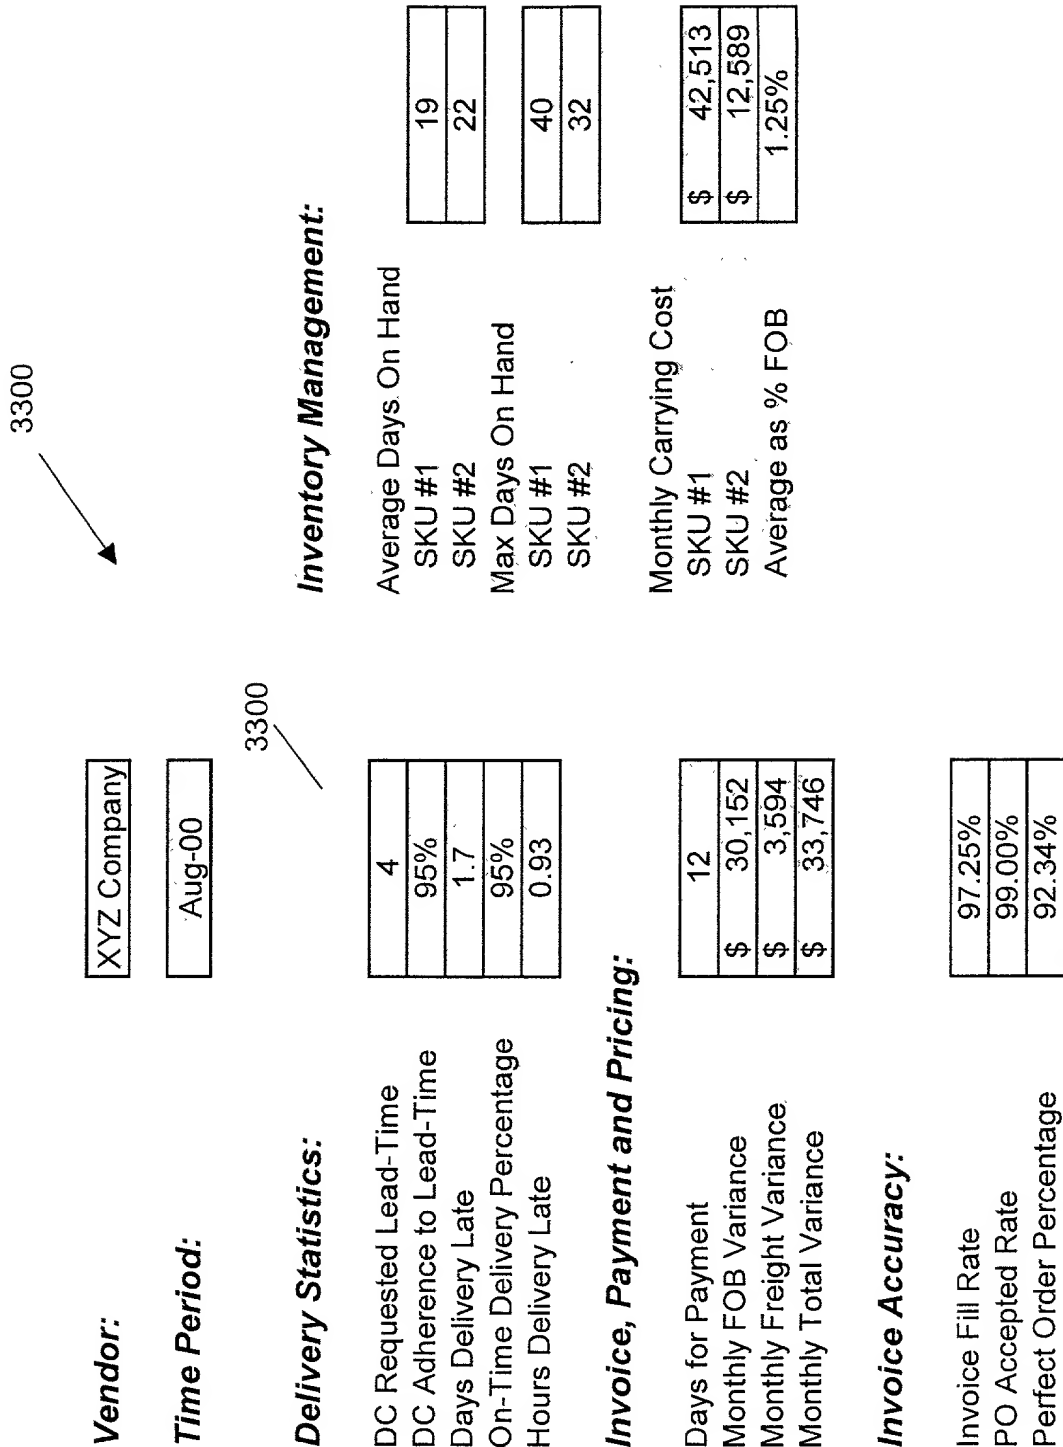 3300
Vendor: XYZ Company
Time Period: Aug-00
3300
Delivery Statistics:
DC Requested Lead-Time 4
DC Adherence to Lead-Time 95%
Days Delivery Late 1.7
On-Time Delivery Percentage 95%
Hours Delivery Late 0.93
Invoice, Payment and Pricing:
Days for Payment 12
Monthly FOB Variance $ 30,152
Monthly Freight Variance $ 3,594
Monthly Total Variance $ 33,746
Invoice Accuracy:
Invoice Fill Rate 97.25%
PO Accepted Rate 99.00%
Perfect Order Percentage 92.34%
Inventory Management:
Average Days On Hand
SKU #1 19
SKU #2 22
Max Days On Hand
SKU #1 40
SKU #2 32
Monthly Carrying Cost
SKU #1 $ 42,513
SKU #2 $ 12,589
Average as % FOB 1.25%